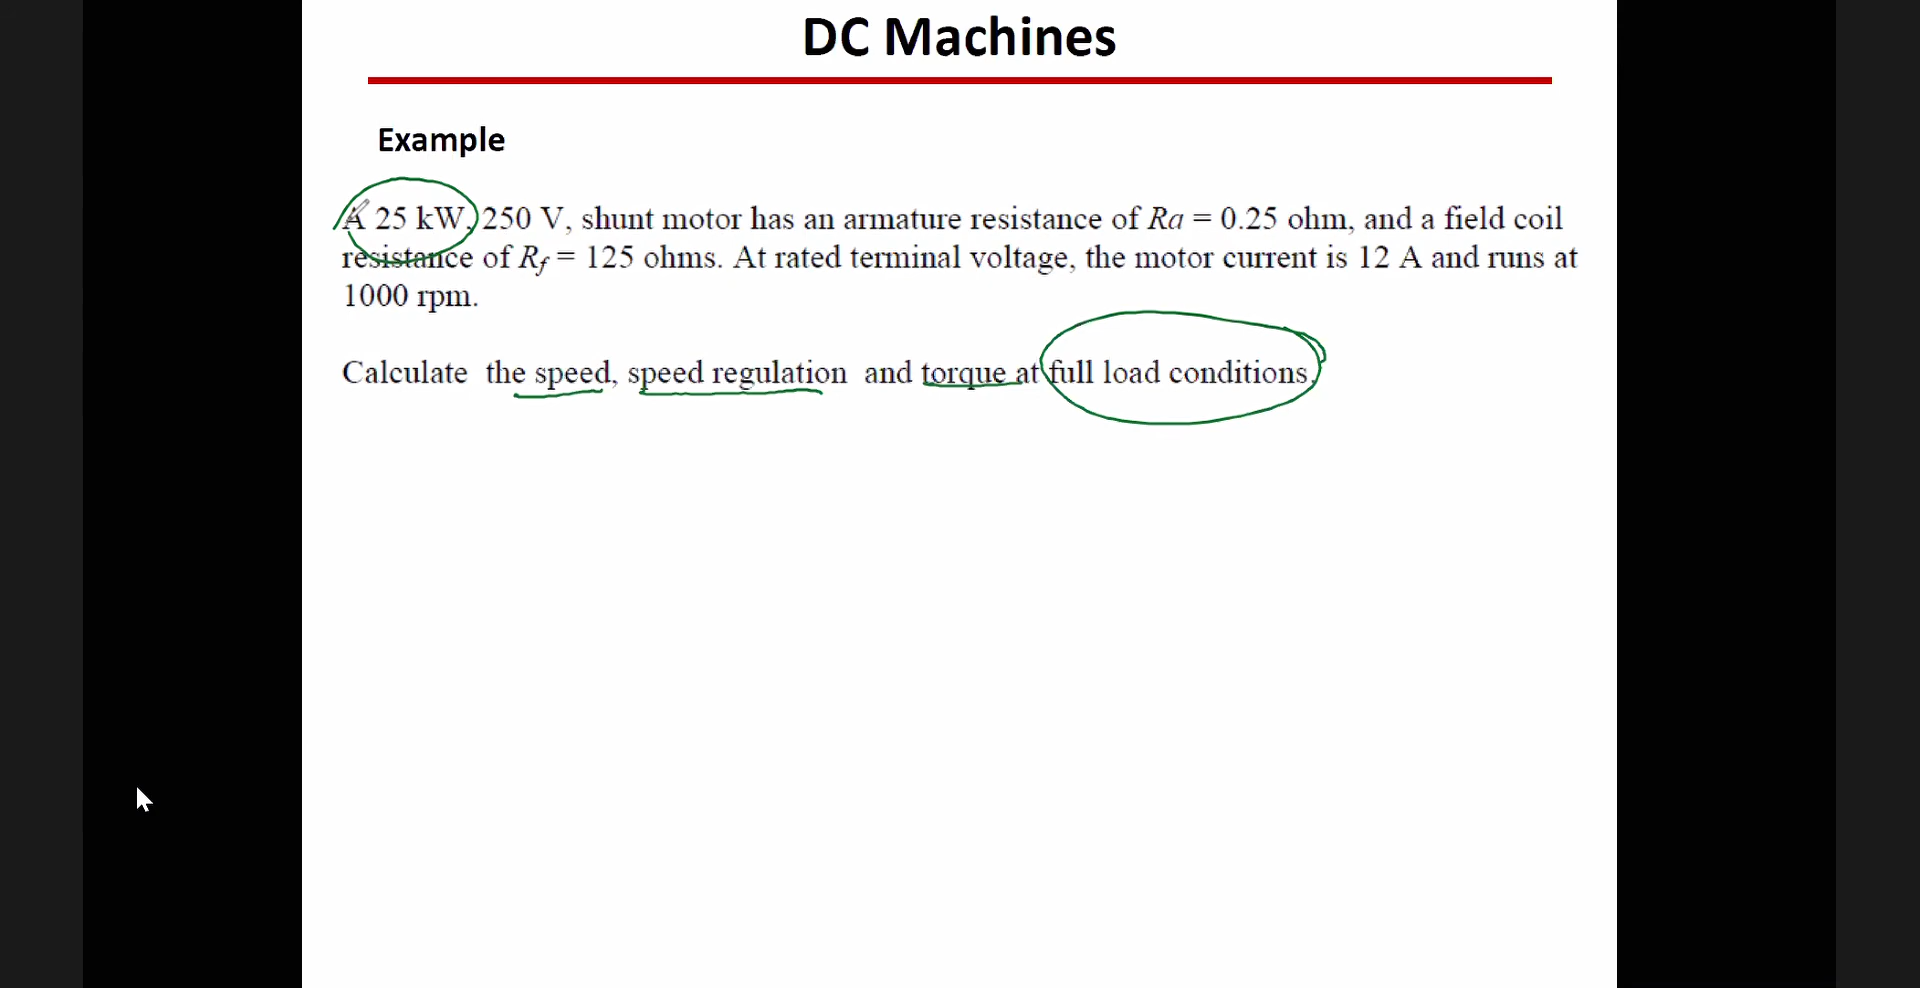 DC Machines
Example
A 25 kW, 250 V, shunt motor has an armature resistance of Ra = 0.25 ohm, and a field coil
resistance of Rf = 125 ohms. At rated terminal voltage, the motor current is 12 A and runs at
1000 rpm.
Calculate the speed, speed regulation and torque at full load conditions.